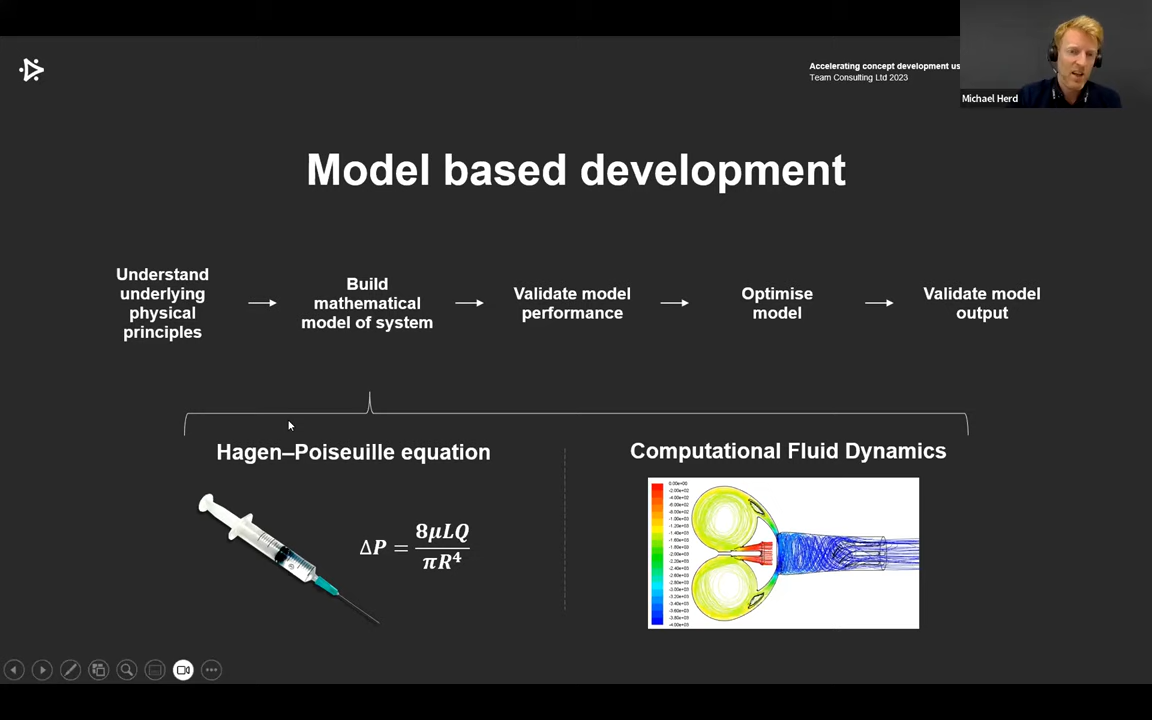 Accelerating concept development us
Team Consulting Ltd 2023
Michael Herd
Model based development
Understand
underlying
physical
principles
Build
mathematical
model of system
Validate model
performance
Optimise
model
Validate model
output
Hagen–Poiseuille equation
ΔP = 8μLQ / πR⁴
Computational Fluid Dynamics